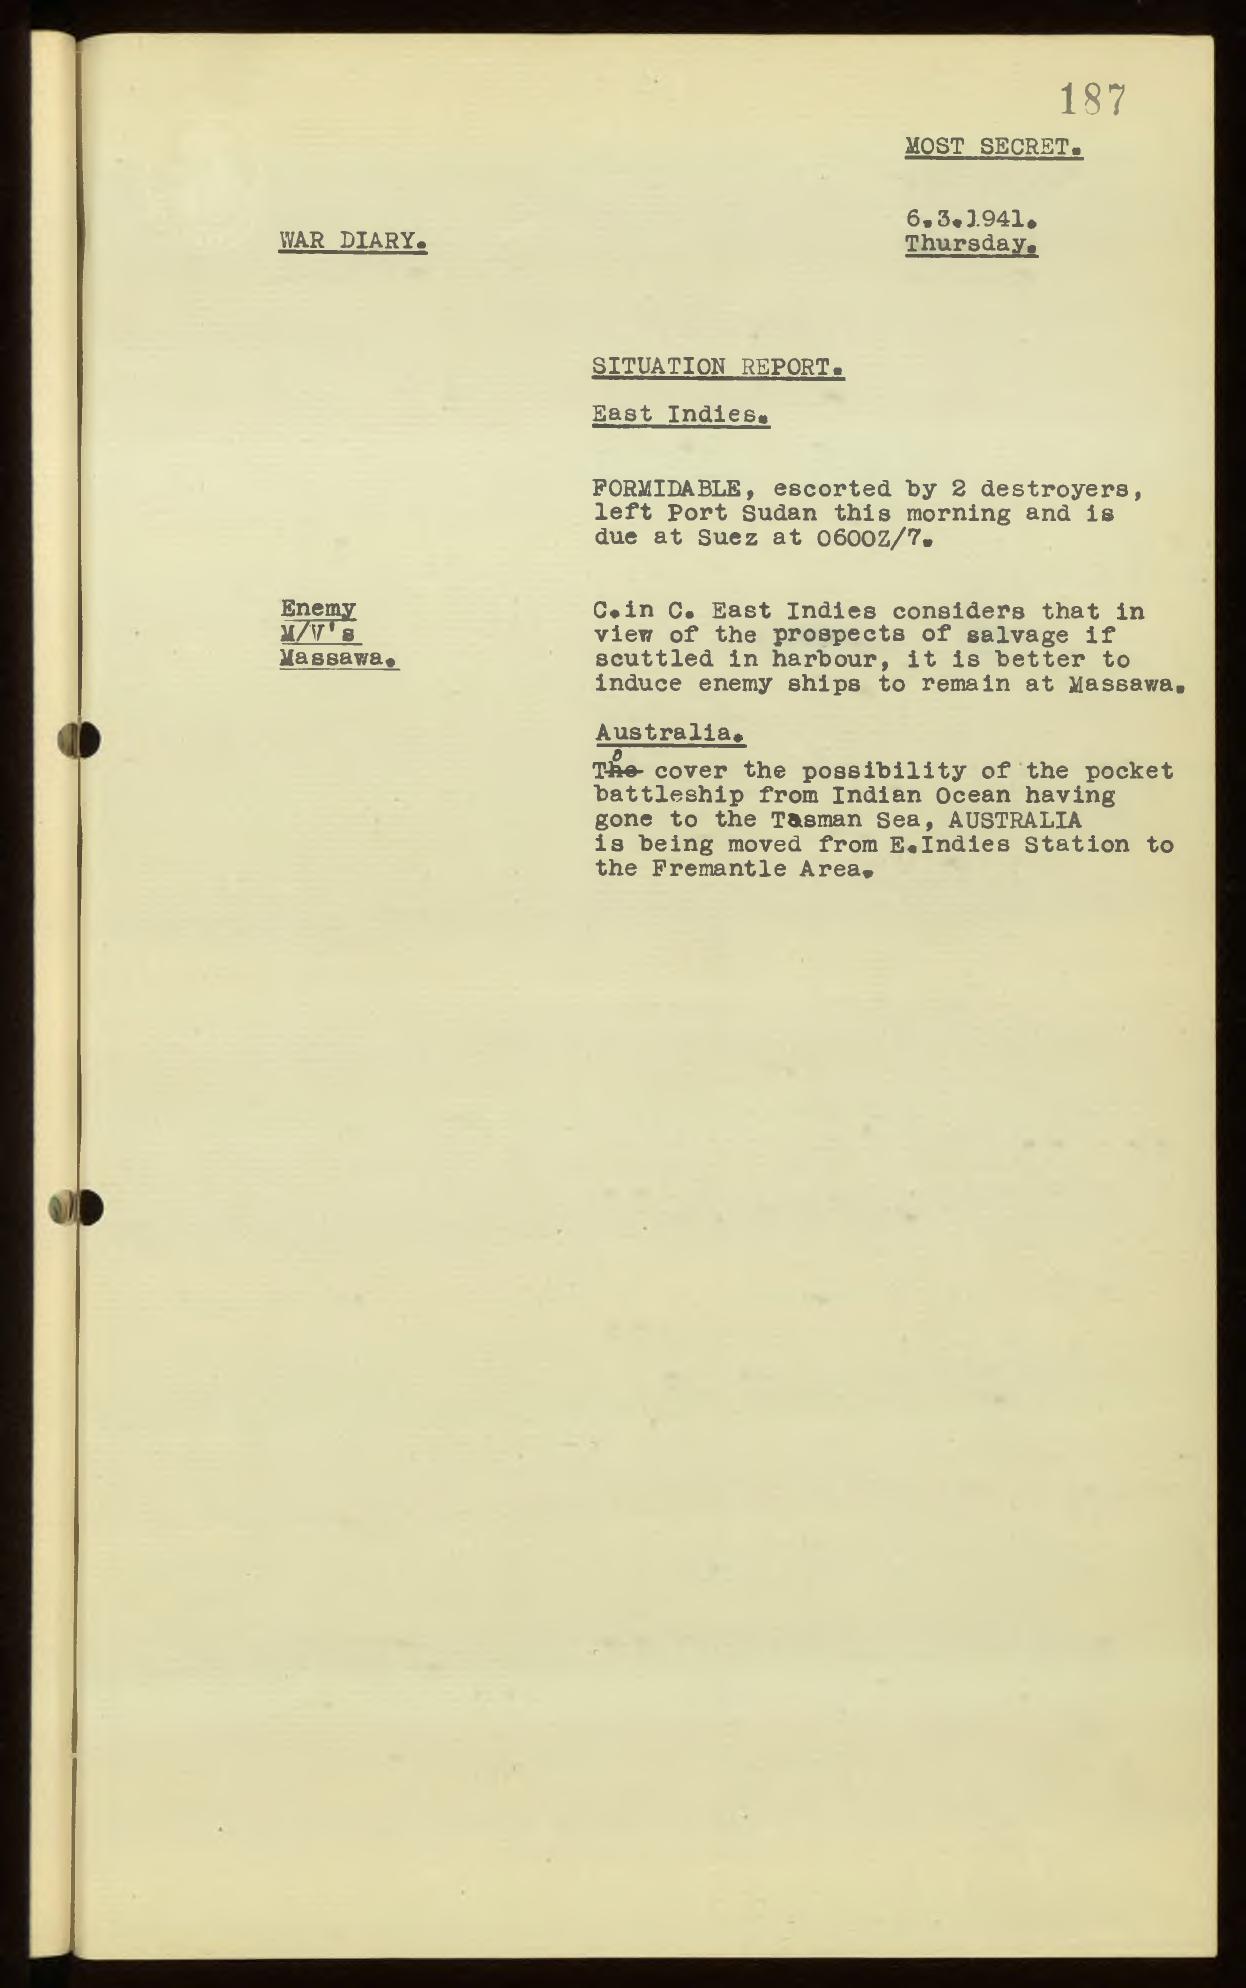 187
MOST SECRET.
6.3.1941.
Thursday.
WAR DIARY.
SITUATION REPORT.
East Indies.
FORMIDABLE, escorted by 2 destroyers,
left Port Sudan this morning and is
due at Suez at 0600Z/7.
Enemy
M/V's
Massawa.
C.in C. East Indies considers that in
view of the prospects of salvage if
scuttled in harbour, it is better to
induce enemy ships to remain at Massawa.
Australia.
To cover the possibility of the pocket
battleship from Indian Ocean having
gone to the Tasman Sea, AUSTRALIA
is being moved from E.Indies Station to
the Fremantle Area.